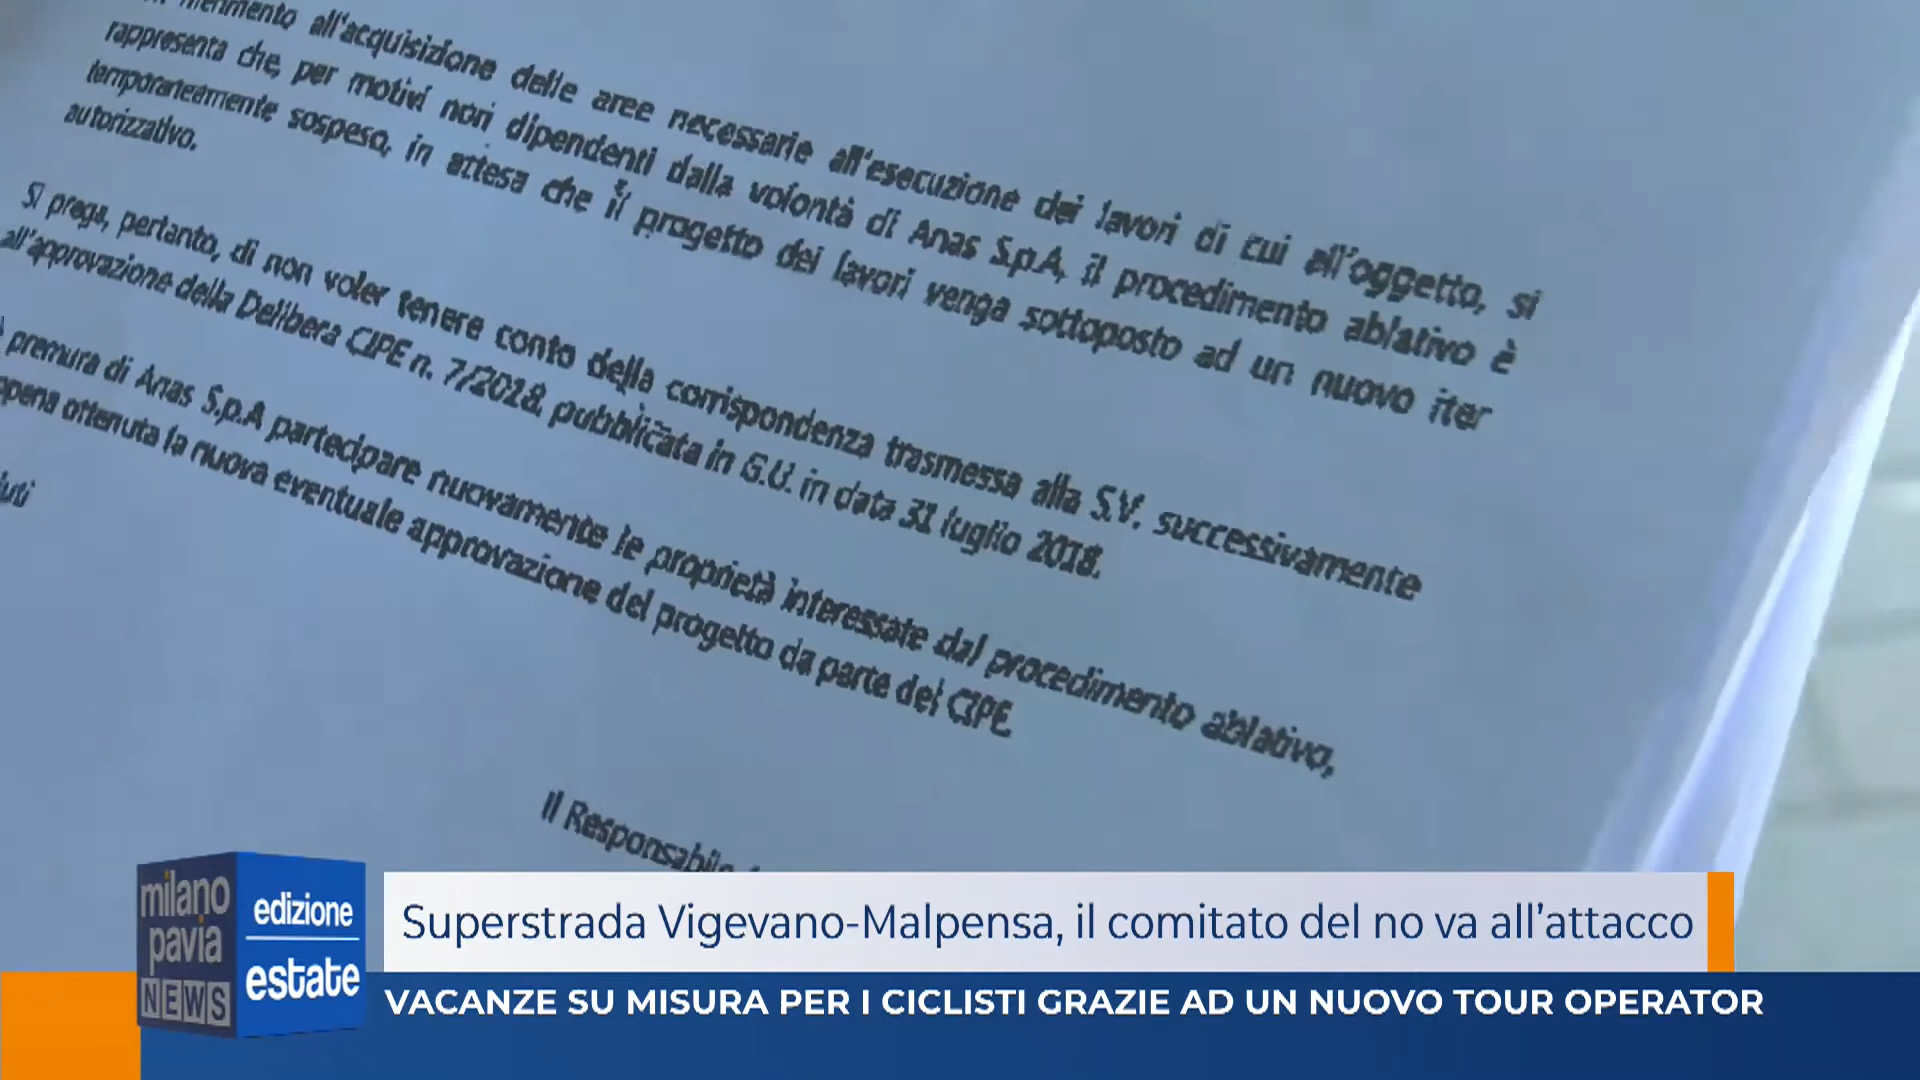 riferimento all'acquisizione delle aree necessarie all'esecuzione dei lavori di cui all'oggetto, si
rappresenta che, per motivi non dipendenti dalla volontà di Anas S.p.A, il procedimento ablativo è
temporaneamente sospeso, in attesa che il progetto dei lavori venga sottoposto ad un nuovo iter
autorizzativo.
Si prega, pertanto, di non voler tenere conto della corrispondenza trasmessa alla S.V. successivamente
all'approvazione della Delibera CIPE n. 7/2018, pubblicata in G.U. in data 31 luglio 2018.
premura di Anas S.p.A partecipare nuovamente le proprietà interessate dal procedimento ablativo,
ottenuta la nuova eventuale approvazione del progetto da parte del CIPE.
Il Responsabile
milano
pavia
NEWS
edizione
estate
Superstrada Vigevano-Malpensa, il comitato del no va all'attacco
VACANZE SU MISURA PER I CICLISTI GRAZIE AD UN NUOVO TOUR OPERATOR